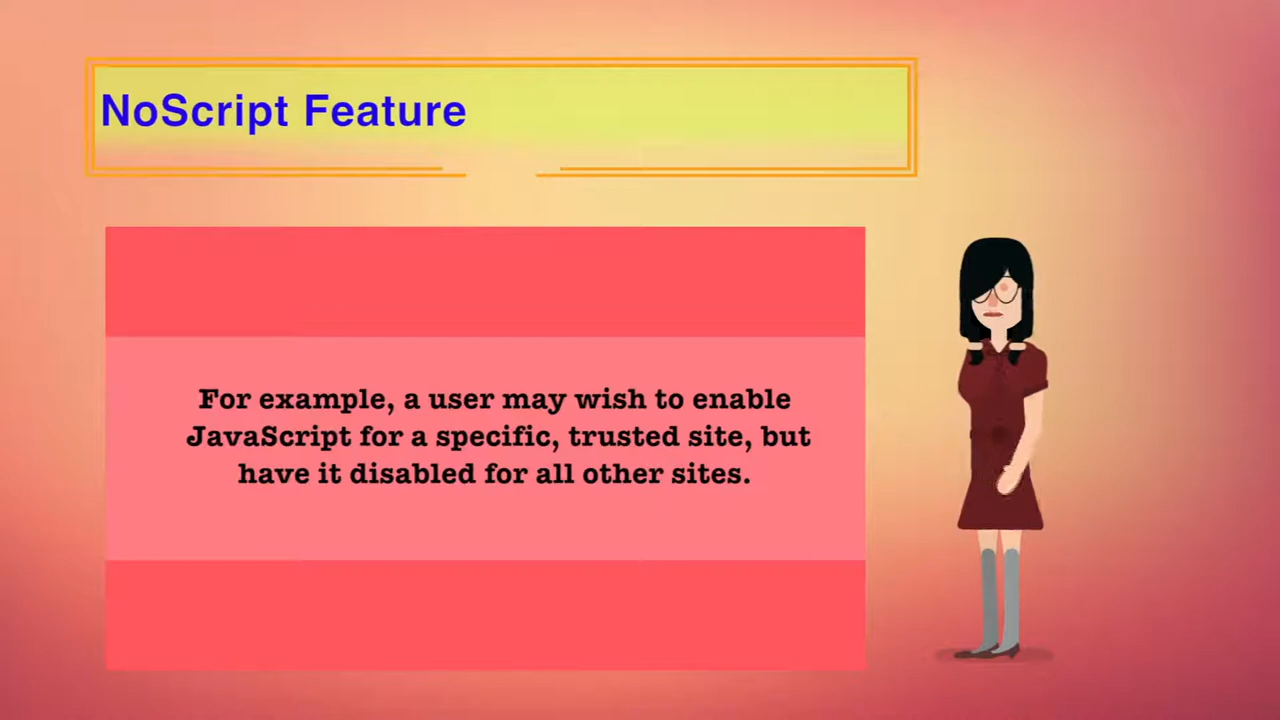 NoScript Feature
For example, a user may wish to enable
JavaScript for a specific, trusted site, but
have it disabled for all other sites.